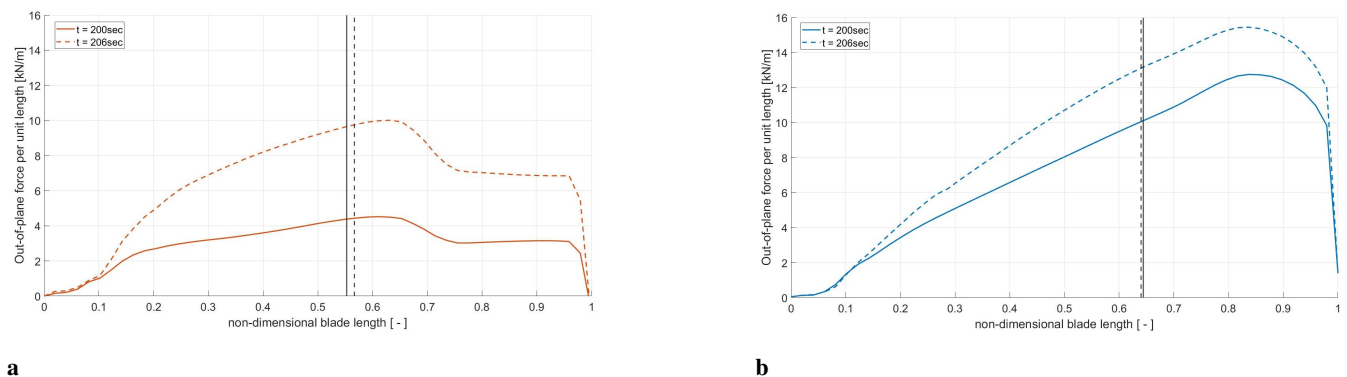 16
14
12
10
8
6
4
2
0
Out-of-plane force per unit length [kN/m]
t = 200sec
t = 206sec
0 0.1 0.2 0.3 0.4 0.5 0.6 0.7 0.8 0.9 1
non-dimensional blade length [ - ]
a
16
14
12
10
8
6
4
2
0
Out-of-plane force per unit length [kN/m]
t = 200sec
t = 206sec
0 0.1 0.2 0.3 0.4 0.5 0.6 0.7 0.8 0.9 1
non-dimensional blade length [ - ]
b